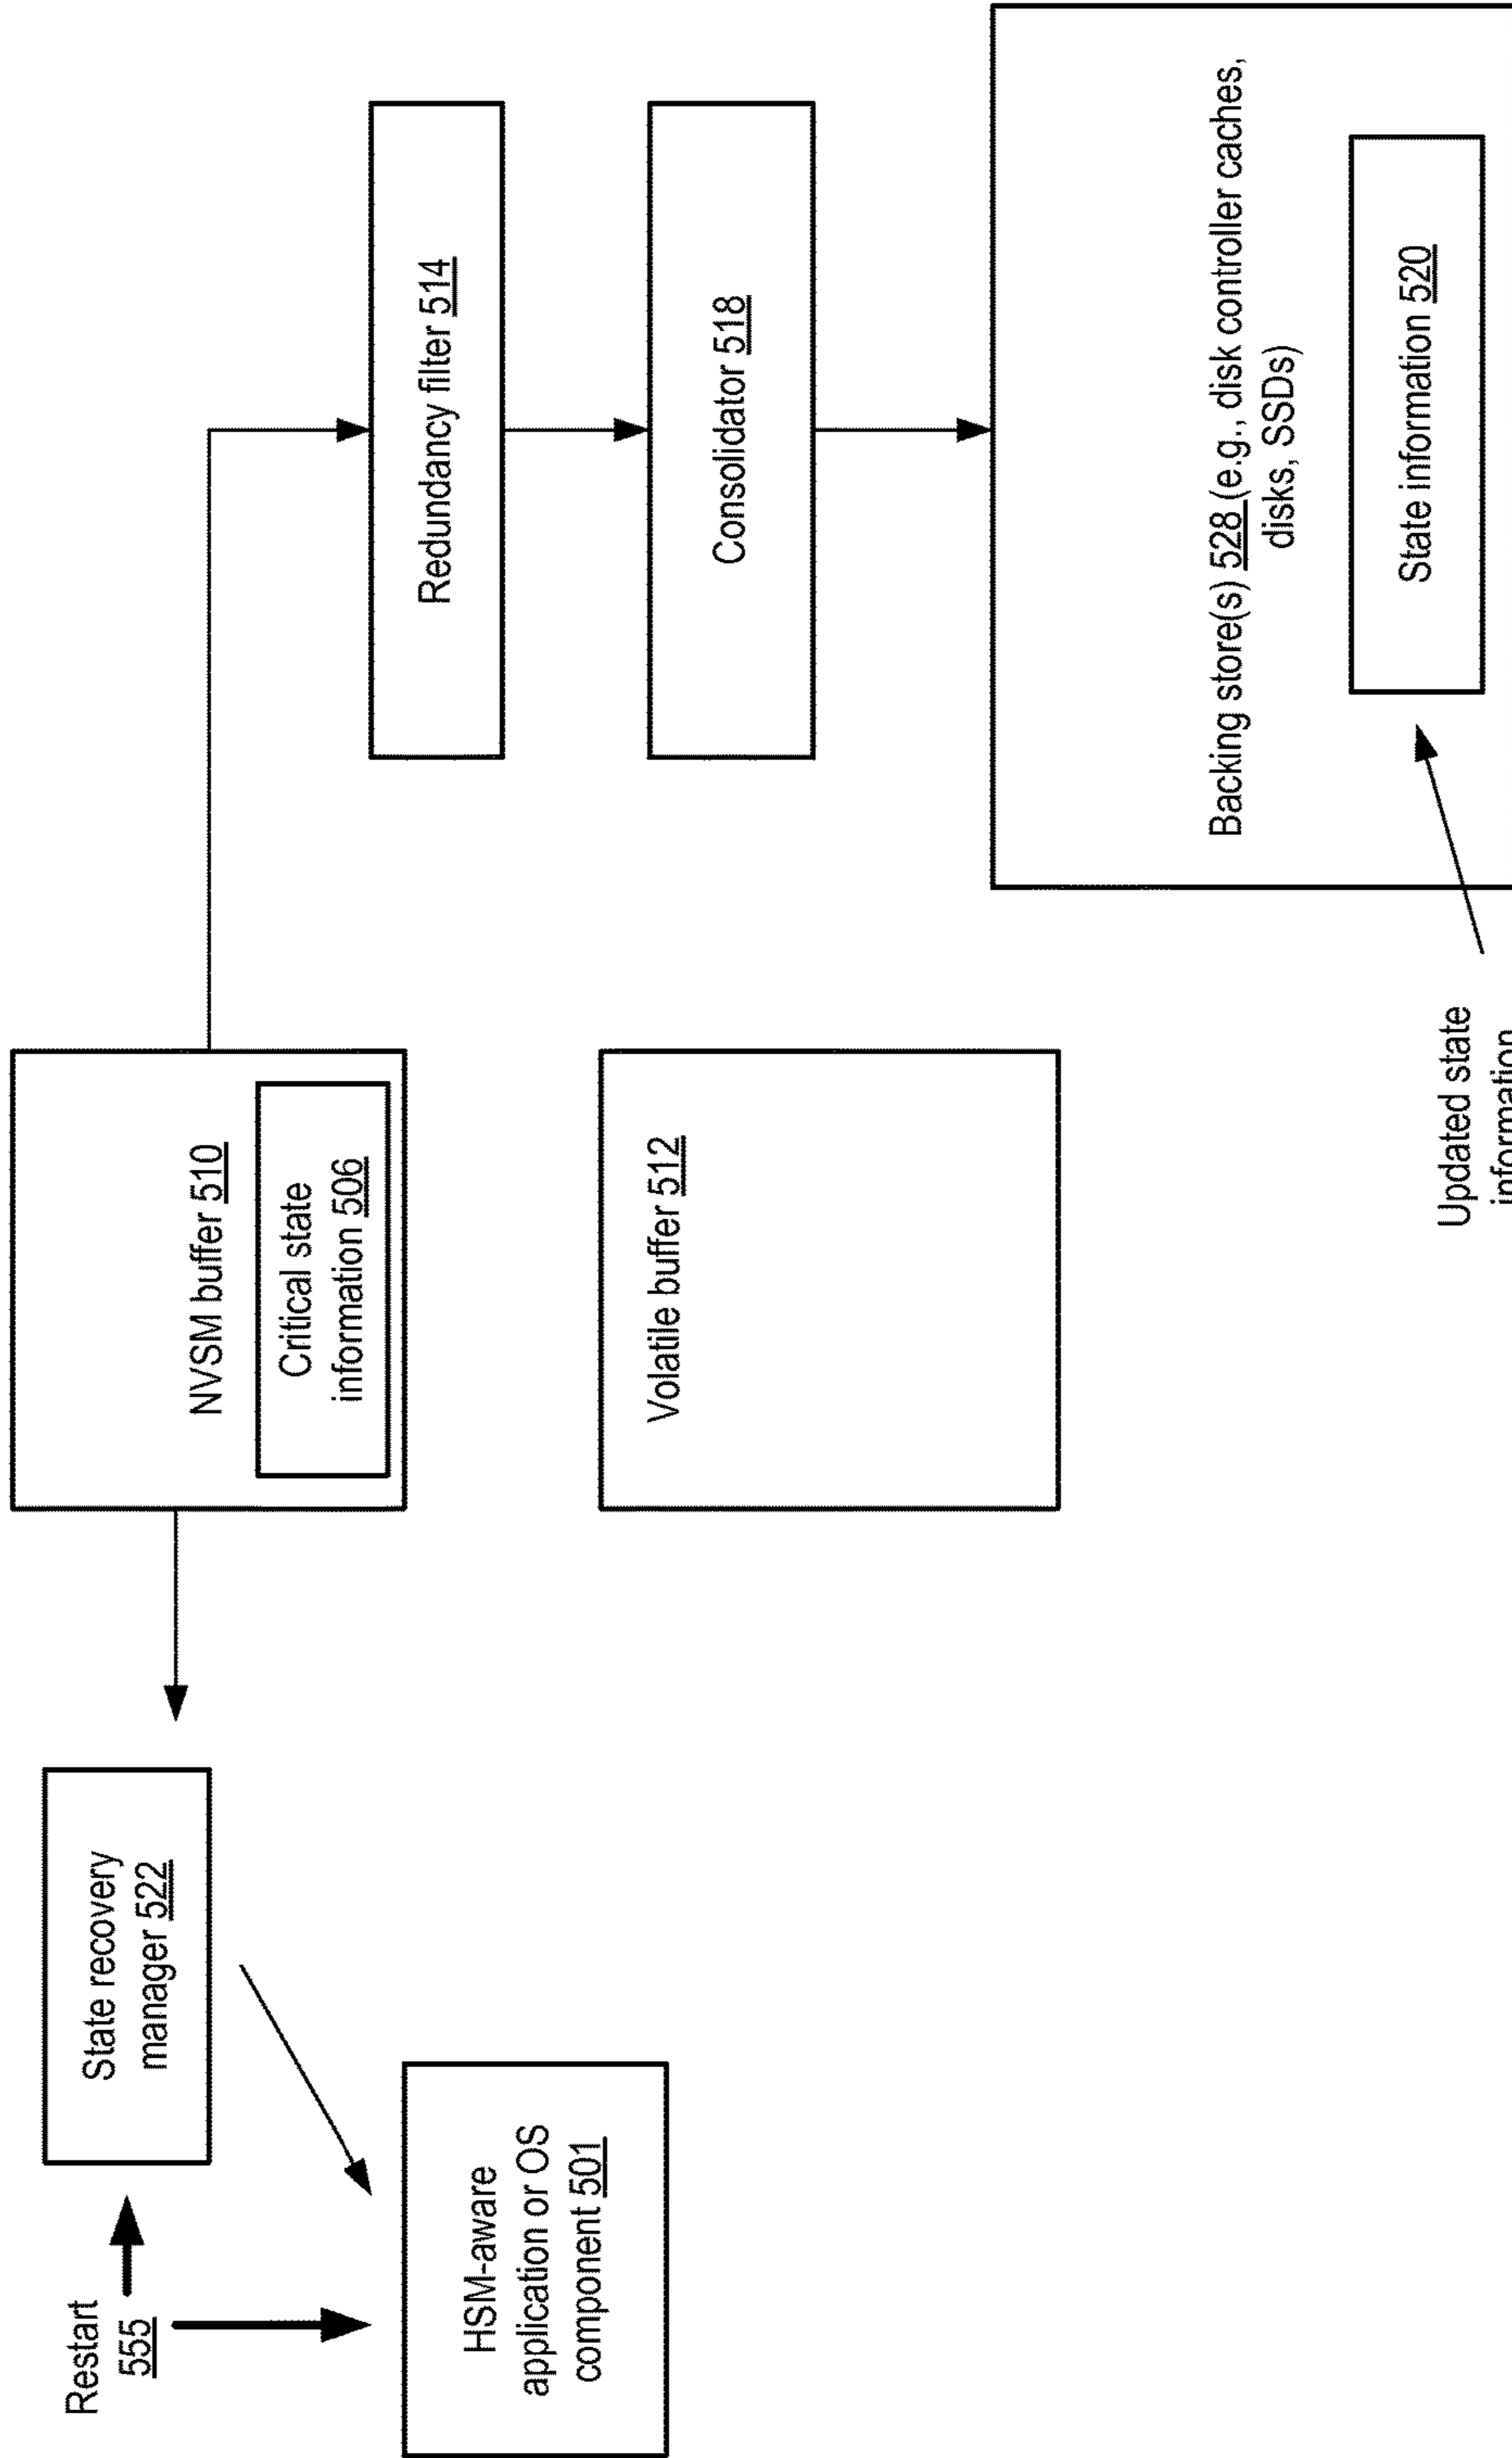 Restart
555
State recovery
manager 522
HSM-aware
application or OS
component 501
NVSM buffer 510
Critical state
information 506
Volatile buffer 512
Redundancy filter 514
Consolidator 518
Backing store(s) 528 (e.g., disk controller caches,
disks, SSDs)
State information 520
Updated state
information